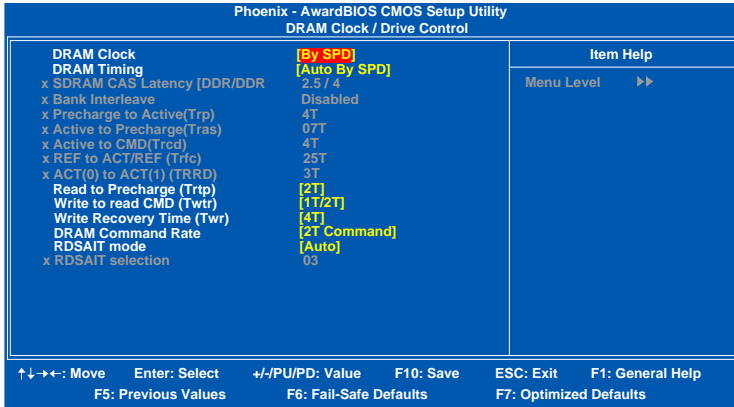 Phoenix - AwardBIOS CMOS Setup Utility
DRAM Clock / Drive Control
DRAM Clock [By SPD]
DRAM Timing [Auto By SPD]
x SDRAM CAS Latency [DDR/DDR 2.5 / 4
x Bank Interleave Disabled
x Precharge to Active(Trp) 4T
x Active to Precharge(Tras) 07T
x Active to CMD(Trcd) 4T
x REF to ACT/REF (Trfc) 25T
x ACT(0) to ACT(1) (TRRD) 3T
Read to Precharge (Trtp) [2T]
Write to read CMD (Twtr) [1T/2T]
Write Recovery Time (Twr) [4T]
DRAM Command Rate [2T Command]
RDSAIT mode [Auto]
x RDSAIT selection 03
Item Help
Menu Level ▶▶
↑↓→←: Move Enter: Select +/-/PU/PD: Value F10: Save ESC: Exit F1: General Help
F5: Previous Values F6: Fail-Safe Defaults F7: Optimized Defaults